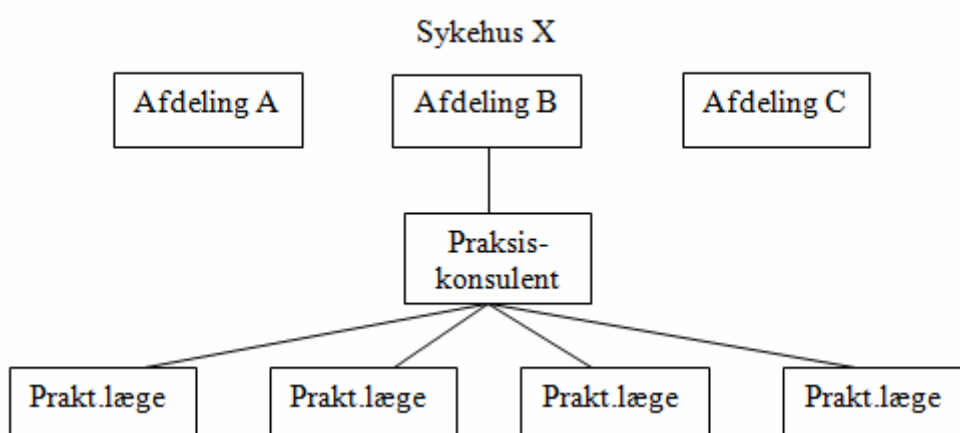 Sykehus X
Afdeling A
Afdeling B
Afdeling C
Praksis-
konsulent
Prakt.læge
Prakt.læge
Prakt.læge
Prakt.læge